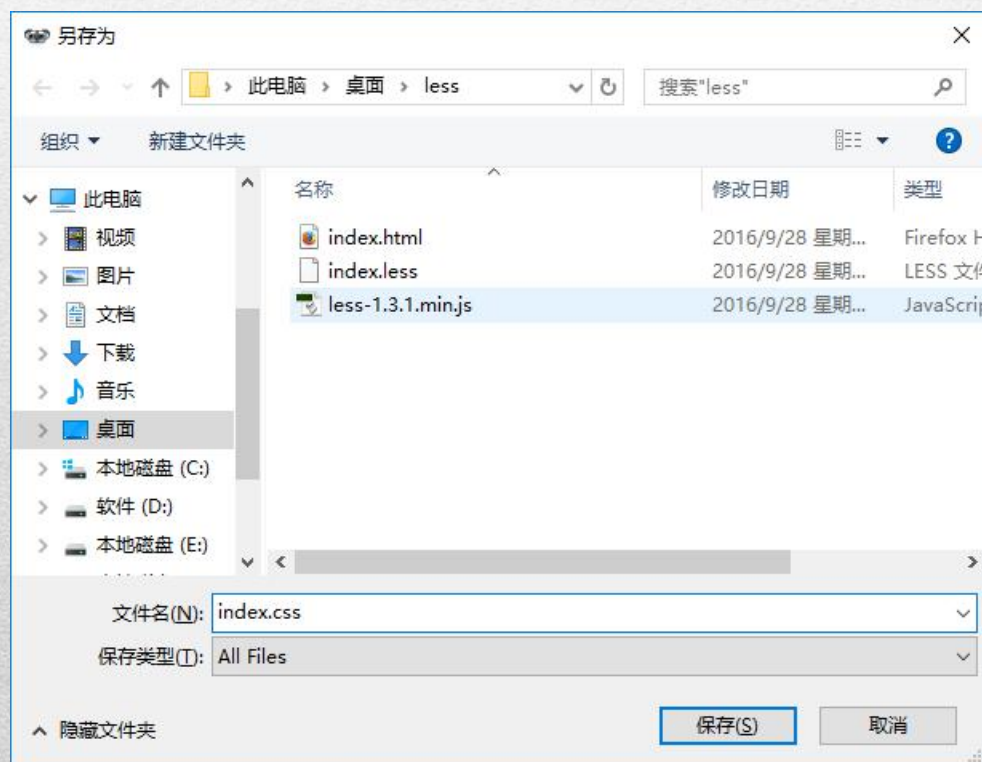 另存为
此电脑 › 桌面 › less
搜索"less"
组织
新建文件夹
名称 修改日期 类型
此电脑
视频
图片
文档
下载
音乐
桌面
本地磁盘 (C:)
软件 (D:)
本地磁盘 (E:)
index.html 2016/9/28 星期... Firefox H
index.less 2016/9/28 星期... LESS 文件
less-1.3.1.min.js 2016/9/28 星期... JavaScrip
文件名(N): index.css
保存类型(T): All Files
隐藏文件夹
保存(S)
取消